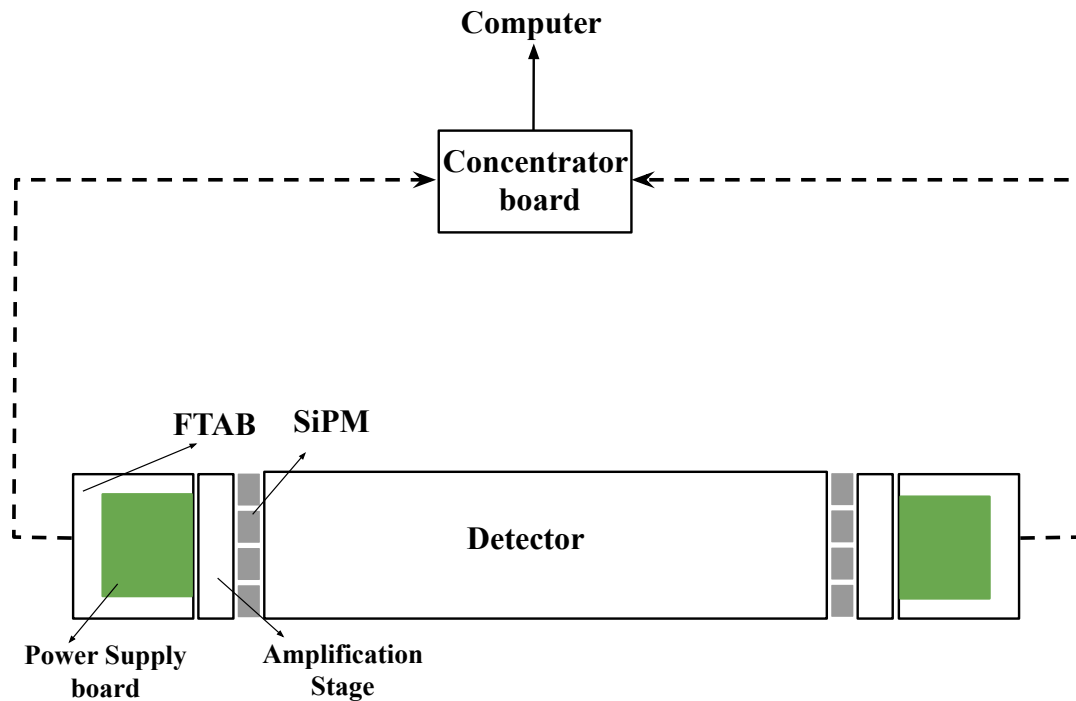 Computer
Concentrator
board
FTAB
SiPM
Detector
Power Supply
board
Amplification
Stage